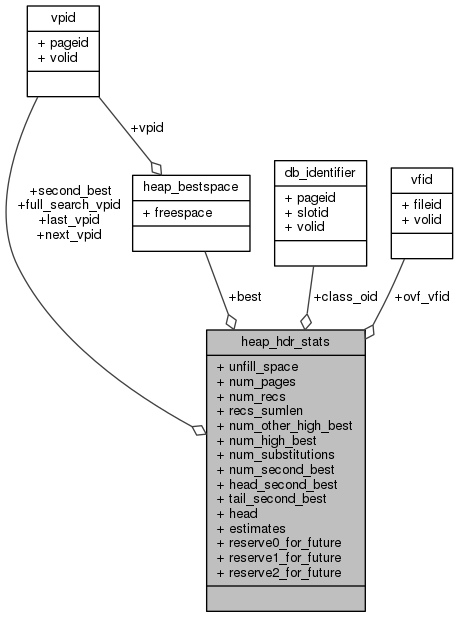 vpid
+ pageid
+ volid
+vpid
heap_bestspace
+ freespace
db_identifier
+ pageid
+ slotid
+ volid
vfid
+ fileid
+ volid
+second_best
+full_search_vpid
+last_vpid
+next_vpid
+best
+class_oid
+ovf_vfid
heap_hdr_stats
+ unfill_space
+ num_pages
+ num_recs
+ recs_sumlen
+ num_other_high_best
+ num_high_best
+ num_substitutions
+ num_second_best
+ head_second_best
+ tail_second_best
+ head
+ estimates
+ reserve0_for_future
+ reserve1_for_future
+ reserve2_for_future